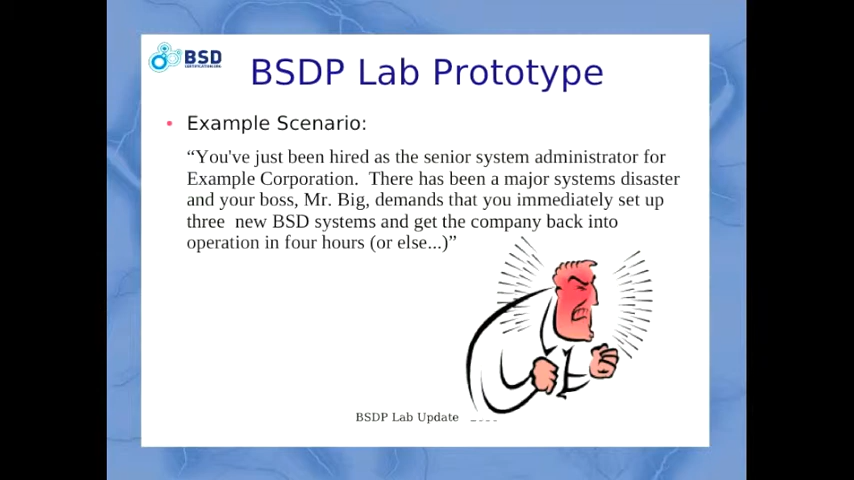 BSD
BSDP Lab Prototype
• Example Scenario:
“You've just been hired as the senior system administrator for
Example Corporation.  There has been a major systems disaster
and your boss, Mr. Big, demands that you immediately set up
three  new BSD systems and get the company back into
operation in four hours (or else...)”
BSDP Lab Update